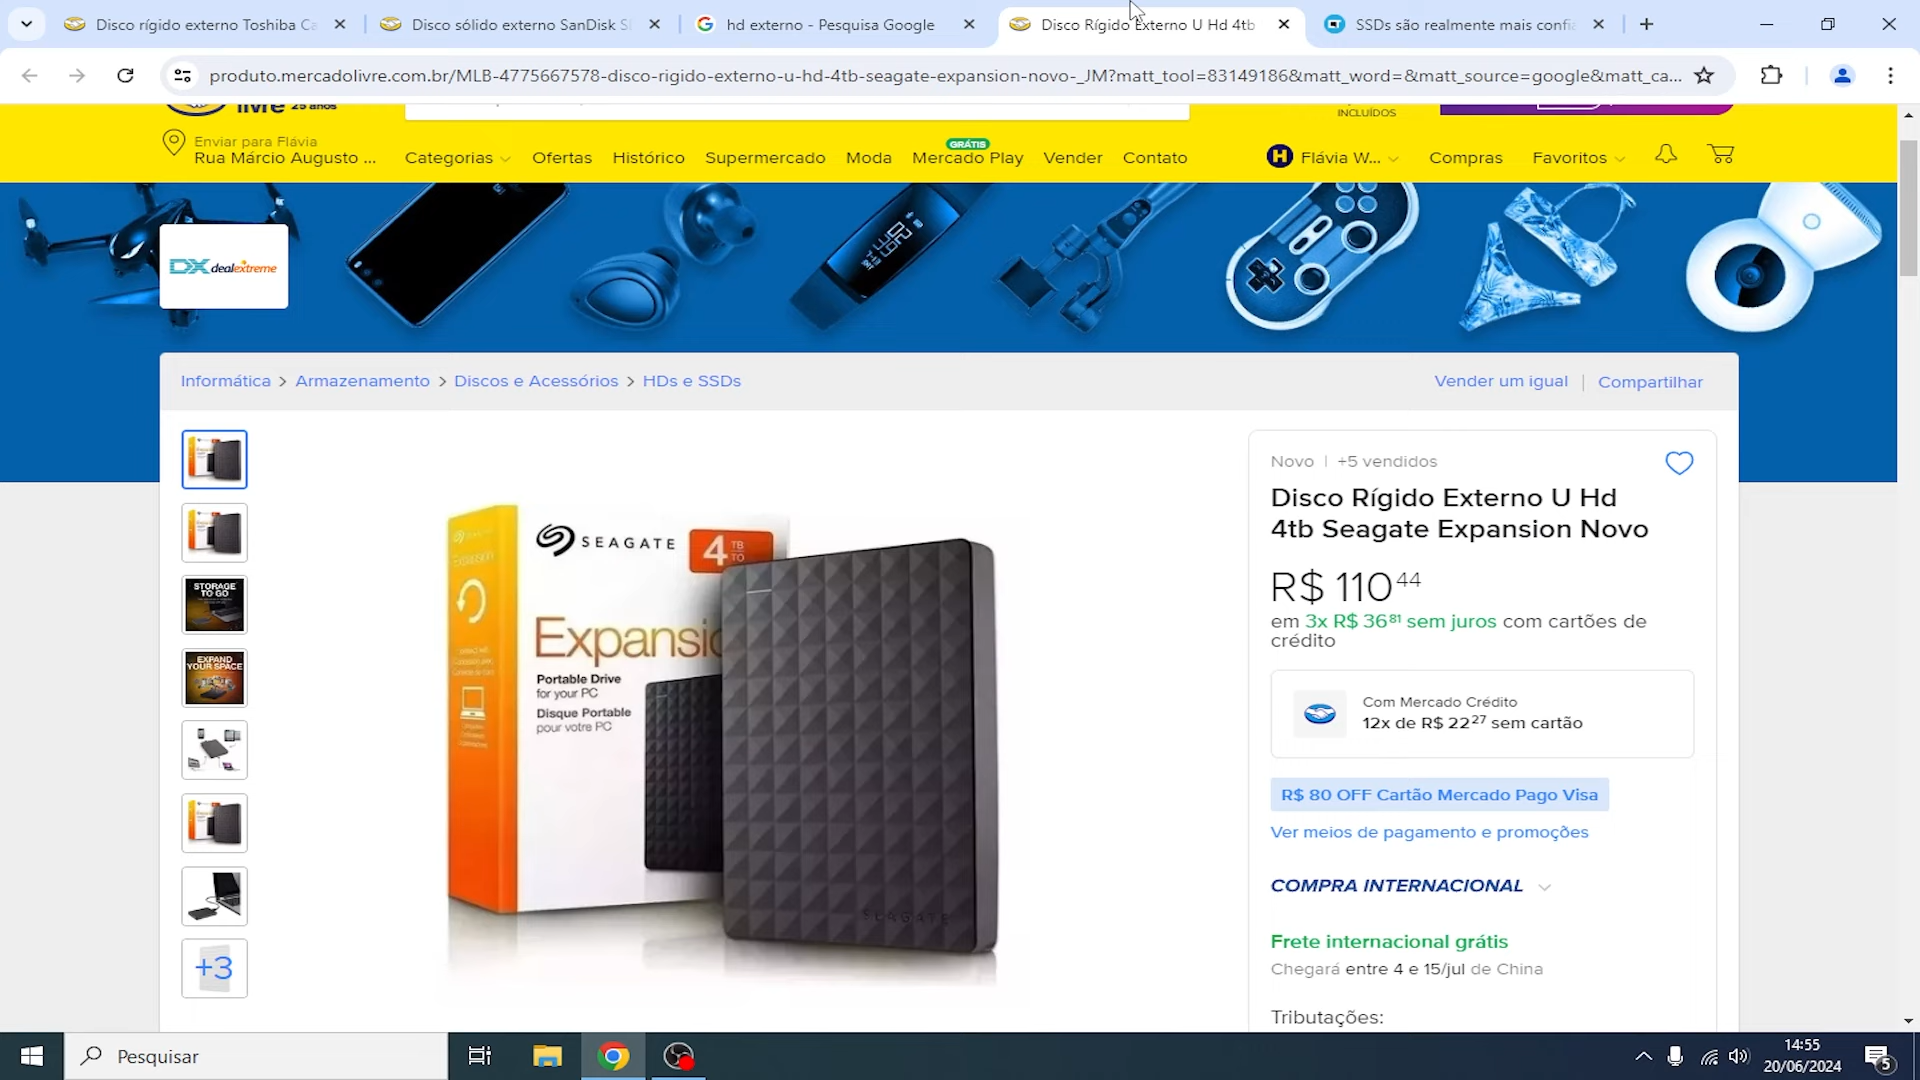 Disco rígido externo Toshiba Ca
Disco sólido externo SanDisk S
hd externo - Pesquisa Google
Disco Rígido Externo U Hd 4tb
SSDs são realmente mais confia
produto.mercadolivre.com.br/MLB-4775667578-disco-rigido-externo-u-hd-4tb-seagate-expansion-novo-_JM?matt_tool=83149186&matt_word=&matt_source=google&matt_ca...
livre 25 anos
INCLUÍDOS
Enviar para Flávia
Rua Márcio Augusto ...
Categorias
Ofertas
Histórico
Supermercado
Moda
GRÁTIS
Mercado Play
Vender
Contato
H
Flávia W...
Compras
Favoritos
DX dealextreme
Informática > Armazenamento > Discos e Acessórios > HDs e SSDs
Vender um igual | Compartilhar
Novo | +5 vendidos
Disco Rígido Externo U Hd
4tb Seagate Expansion Novo
R$ 110 44
em 3x R$ 36 81 sem juros com cartões de
crédito
Com Mercado Crédito
12x de R$ 22 27 sem cartão
R$ 80 OFF Cartão Mercado Pago Visa
Ver meios de pagamento e promoções
COMPRA INTERNACIONAL
Frete internacional grátis
Chegará entre 4 e 15/jul de China
Tributações:
STORAGE
TO GO
EXPAND
YOUR SPACE
+3
SEAGATE
4 TB
TO
Expansio
Portable Drive
for your PC
Disque Portable
pour votre PC
SEAGATE
Pesquisar
14:55
20/06/2024
5